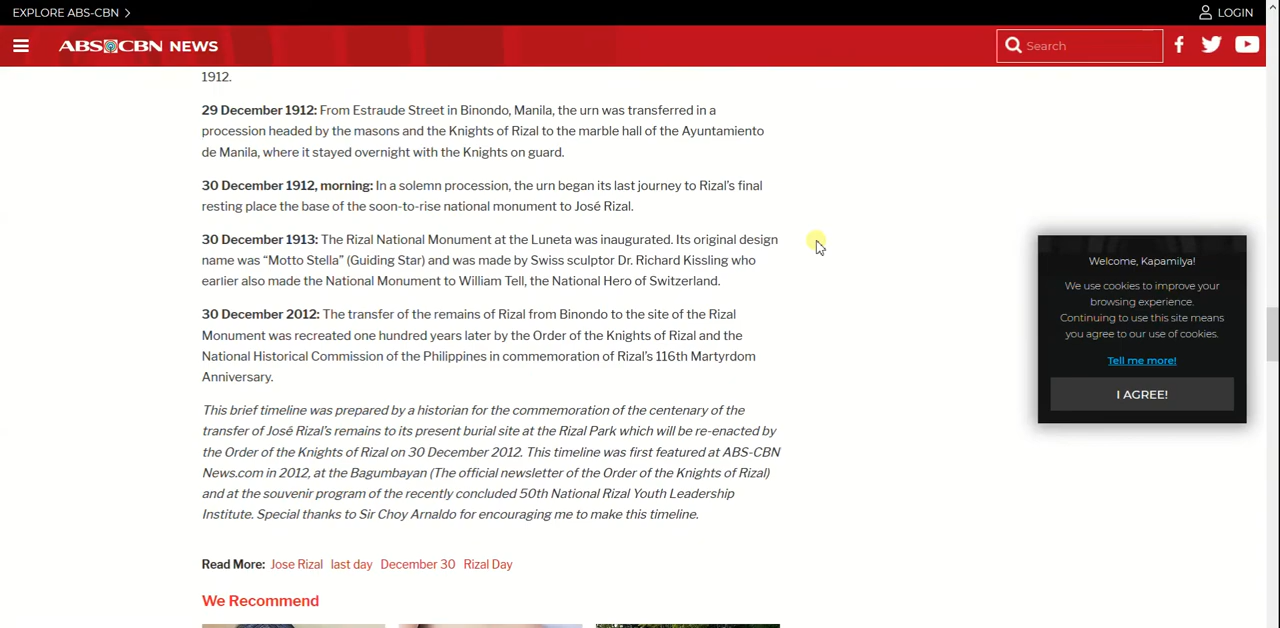 EXPLORE ABS-CBN
LOGIN
ABS-CBN NEWS
Search
1912.
29 December 1912: From Estraude Street in Binondo, Manila, the urn was transferred in a
procession headed by the masons and the Knights of Rizal to the marble hall of the Ayuntamiento
de Manila, where it stayed overnight with the Knights on guard.
30 December 1912, morning: In a solemn procession, the urn began its last journey to Rizal's final
resting place the base of the soon-to-rise national monument to José Rizal.
30 December 1913: The Rizal National Monument at the Luneta was inaugurated. Its original design
name was “Motto Stella” (Guiding Star) and was made by Swiss sculptor Dr. Richard Kissling who
earlier also made the National Monument to William Tell, the National Hero of Switzerland.
30 December 2012: The transfer of the remains of Rizal from Binondo to the site of the Rizal
Monument was recreated one hundred years later by the Order of the Knights of Rizal and the
National Historical Commission of the Philippines in commemoration of Rizal's 116th Martyrdom
Anniversary.
This brief timeline was prepared by a historian for the commemoration of the centenary of the
transfer of José Rizal's remains to its present burial site at the Rizal Park which will be re-enacted by
the Order of the Knights of Rizal on 30 December 2012. This timeline was first featured at ABS-CBN
News.com in 2012, at the Bagumbayan (The official newsletter of the Order of the Knights of Rizal)
and at the souvenir program of the recently concluded 50th National Rizal Youth Leadership
Institute. Special thanks to Sir Choy Arnaldo for encouraging me to make this timeline.
Read More: Jose Rizal last day December 30 Rizal Day
We Recommend
Welcome, Kapamilya!
We use cookies to improve your
browsing experience.
Continuing to use this site means
you agree to our use of cookies.
Tell me more!
I AGREE!